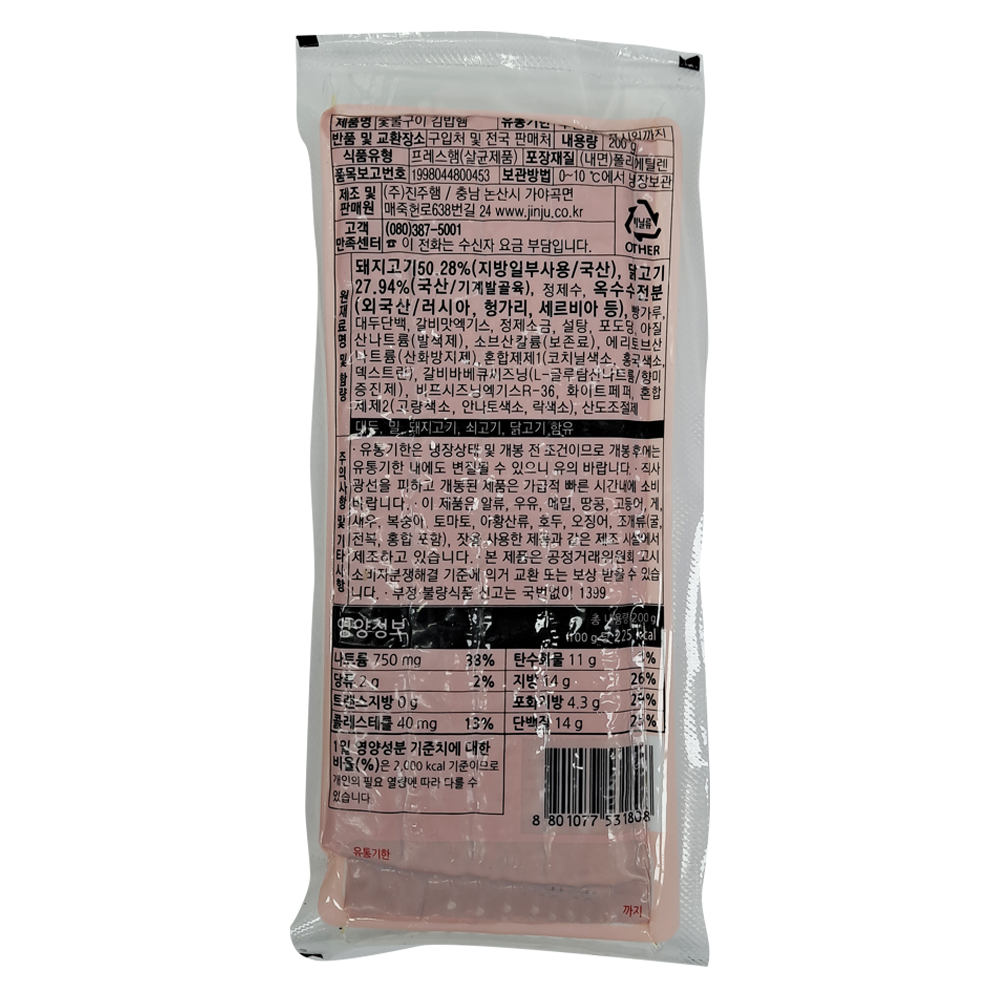 제품명 숯불구이 김밥햄 유통기한
반품 및 교환장소 구입처 및 전국 판매처 내용량 200 g
식품유형 프레스햄(살균제품) 포장재질 (내면)폴리에틸렌
품목보고번호 1998044800453 보관방법 0~10 ℃에서 냉장보관
제조 및 판매원 (주)진주햄 / 충남 논산시 가야곡면
매죽헌로638번길 24 www.jinju.co.kr
비닐류
OTHER
고객 만족센터 (080)387-5001
☎ 이 전화는 수신자 요금 부담입니다.
원재료명 및 함량
돼지고기50.28%(지방일부사용/국산), 닭고기
27.94%(국산/기계발골육), 정제수, 옥수수전분
(외국산/러시아, 헝가리, 세르비아 등), 빵가루,
대두단백, 갈비맛엑기스, 정제소금, 설탕, 포도당, 아질
산나트륨(발색제), 소브산칼륨(보존료), 에리토브산
나트륨(산화방지제), 혼합제제1(코치닐색소, 홍국색소,
덱스트린), 갈비바베큐시즈닝(L-글루탐산나트륨/향미
증진제), 비프시즈닝엑기스R-36, 화이트페퍼, 혼합
제제2(고량색소, 안나토색소, 락색소), 산도조절제
대두, 밀, 돼지고기, 쇠고기, 닭고기 함유
주의사항 및 기타사항
· 유통기한은 냉장상태 및 개봉 전 조건이므로 개봉후에는
유통기한 내에도 변질될 수 있으니 유의 바랍니다. · 직사
광선을 피하고 개봉된 제품은 가급적 빠른 시간내에 소비
바랍니다. · 이 제품은 알류, 우유, 메밀, 땅콩, 고등어, 게,
새우, 복숭아, 토마토, 아황산류, 호두, 오징어, 조개류(굴,
전복, 홍합 포함), 잣을 사용한 제품과 같은 제조 시설에서
제조하고 있습니다. · 본 제품은 공정거래위원회 고시
소비자분쟁해결 기준에 의거 교환 또는 보상 받을 수 있습
니다. · 부정·불량식품 신고는 국번없이 1399
영양정보 총 내용량 200 g
100 g당 225 kcal
나트륨 750 mg 38% 탄수화물 11 g
당류 2 g 2% 지방 14 g 26%
트랜스지방 0 g 포화지방 4.3 g
콜레스테롤 40 mg 13% 단백질 14 g
1일 영양성분 기준치에 대한
비율(%)은 2,000 kcal 기준이므로
개인의 필요 열량에 따라 다를 수
있습니다.
8 801077 531808
유통기한
까지